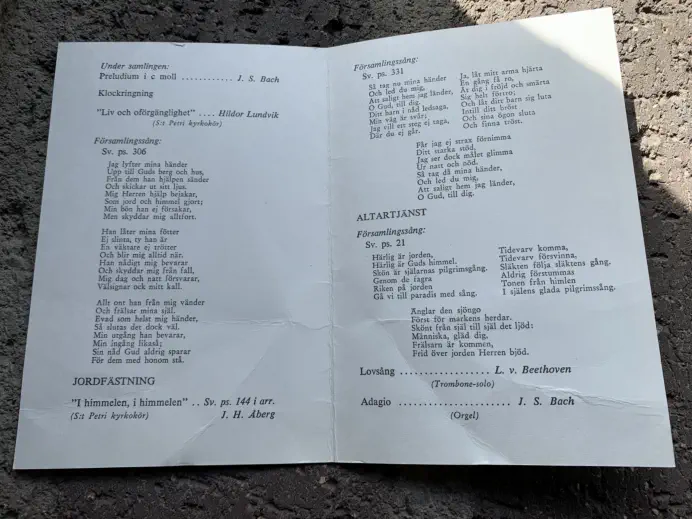 Under samlingen:
Preludium i c moll ............ J. S. Bach
Klockringning
"Liv och oförgünglighet" .... Hildor Lundvik
(S:t Petri kyrkokör)
Församlingssång:
Sv. ps. 306
Jag lyfter mina händer
Upp till Guds berg och hus,
Från dem han hjälpen sänder
Och skickar ut sitt ljus.
Mig Herren hjälp beskär,
Som jord och himmel gjort;
Min bön han ej försakar,
Men skyddar mig alltfort.
Han låter mina fötter
Ej slinta, ty han är
En väktare ej trötter
Och blir mig alltid när.
Han nådigt mig bevarar
Och skyddar mig från fall,
Mig dag och natt försvarar,
Välsignar ock mitt kall.
Allt ont han från mig vänder
Och frälsar mina själ.
Evad som helst mig händer,
Så slutas det dock väl.
Min utgång han bevarar,
Min ingång likaså;
Sin nåd Gud aldrig sparar
För dem med honom stå.
JORDFÄSTNING
"I himmelen, i himmelen" .. Sv. ps. 144 i arr.
(S:t Petri kyrkokör) J. H. Åberg
Församlingssång:
Sv. ps. 331
Så tag nu mina händer
Och led du mig,
Att saligt hem jag länder,
O Gud, till dig.
Ditt barn i nåd ledsaga,
Min väg är svår;
Jag vill ett steg ej taga,
Där du ej går.
Ja, låt mitt arma hjärta
En gång få ro,
Åt dig i fröjd och smärta
Sig helt förtro;
Och låt ditt barn sig sluta
Intill ditt bröst
Och sina ögon sluta
Och finna tröst.
Får jag ej strax förnimma
Ditt starka stöd,
Jag ser dock målet glimma
Ur natt och nöd.
Så tag då mina händer,
Och led du mig,
Att saligt hem jag länder,
O Gud, till dig.
ALTARTJÄNST
Församlingssång:
Sv. ps. 21
Härlig är jorden,
Härlig är Guds himmel.
Skön är själarnas pilgrimsgång.
Genom de fagra
Riken på jorden
Gå vi till paradis med sång.
Tidevarv komma,
Tidevarv försvinna,
Släkten följa släktens gång.
Aldrig förstummas
Tonen från himlen
I själens glada pilgrimssång.
Änglar den sjöngo
Först för markens herdar.
Skönt från själ till själ det ljöd:
Människa, gläd dig,
Frälsarn är kommen,
Frid över jorden Herren bjöd.
Lovsång .................. L. v. Beethoven
(Trombone-solo)
Adagio ...................... J. S. Bach
(Orgel)